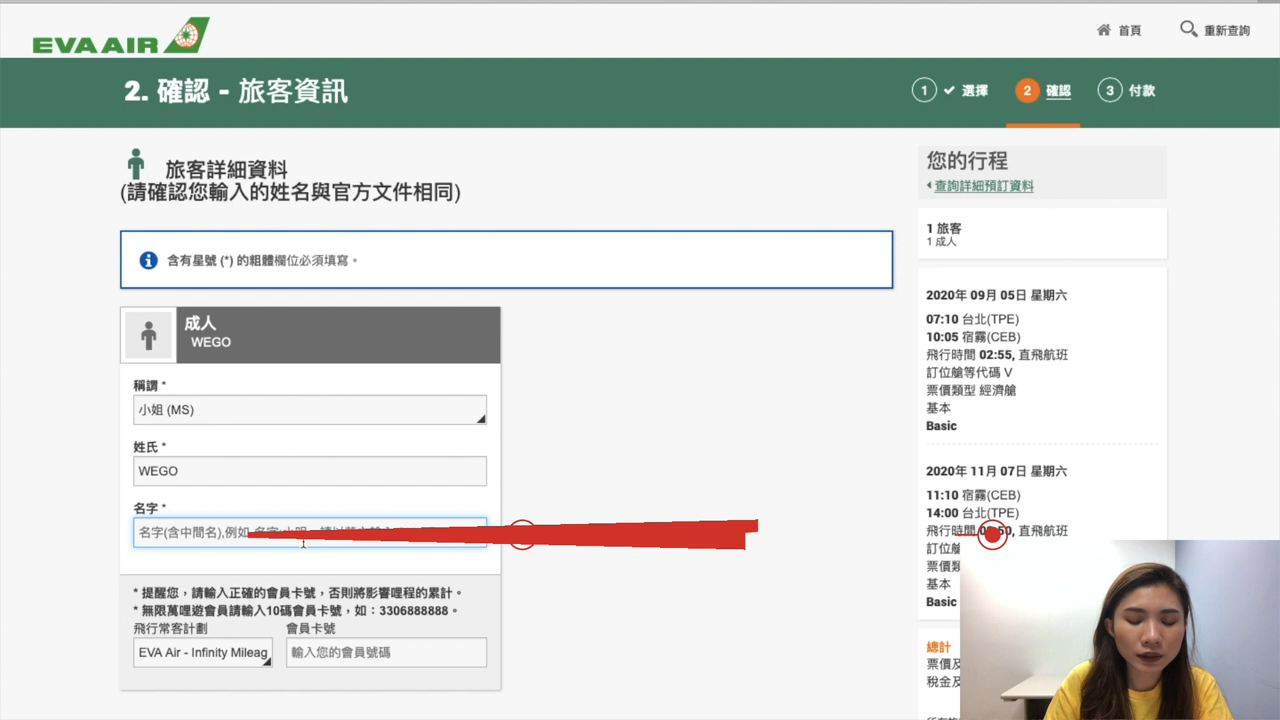 EVA AIR
首頁
重新查詢
2. 確認 - 旅客資訊
1 選擇
2 確認
3 付款
旅客詳細資料
(請確認您輸入的姓名與官方文件相同)
含有星號 (*) 的粗體欄位必須填寫。
成人
WEGO
稱謂 *
小姐 (MS)
姓氏 *
WEGO
名字 *
名字(含中間名),例如
* 提醒您，請輸入正確的會員卡號，否則將影響哩程的累計。
* 無限萬哩遊會員請輸入10碼會員卡號，如：3306888888。
飛行常客計劃
會員卡號
EVA Air - Infinity Mileag
輸入您的會員號碼
您的行程
查詢詳細預訂資料
1 旅客
1 成人
2020年 09月 05日 星期六
07:10 台北(TPE)
10:05 宿霧(CEB)
飛行時間 02:55, 直飛航班
訂位艙等代碼 V
票價類型 經濟艙
基本
Basic
2020年 11月 07日 星期六
11:10 宿霧(CEB)
14:00 台北(TPE)
飛行時間 直飛航班
訂位艙
票價類
基本
Basic
總計
票價及
稅金及